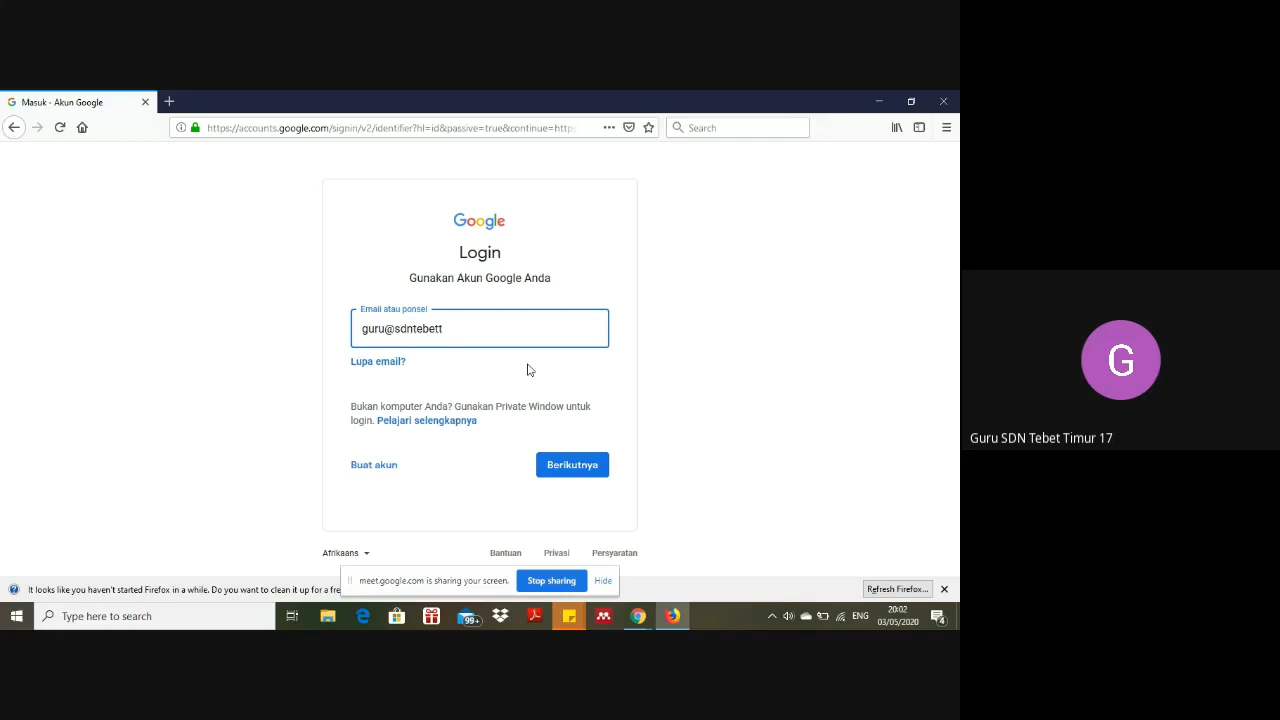 Masuk - Akun Google
https://accounts.google.com/signin/v2/identifier?hl=id&passive=true&continue=http:
Search
Google
Login
Gunakan Akun Google Anda
Email atau ponsel
guru@sdntebett
Lupa email?
Bukan komputer Anda? Gunakan Private Window untuk
login. Pelajari selengkapnya
Buat akun
Berikutnya
Afrikaans
Bantuan
Privasi
Persyaratan
meet.google.com is sharing your screen.
Stop sharing
Hide
It looks like you haven't started Firefox in a while. Do you want to clean it up for a fre
Refresh Firefox...
Type here to search
99+
ENG
20:02
03/05/2020
4
G
Guru SDN Tebet Timur 17